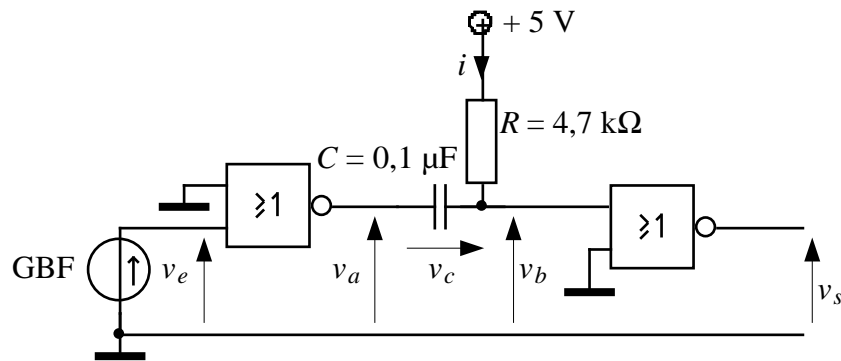 + 5 V
i
R = 4,7 kΩ
C = 0,1 µF
≥1
≥1
GBF
v_e
v_a
v_c
v_b
v_s